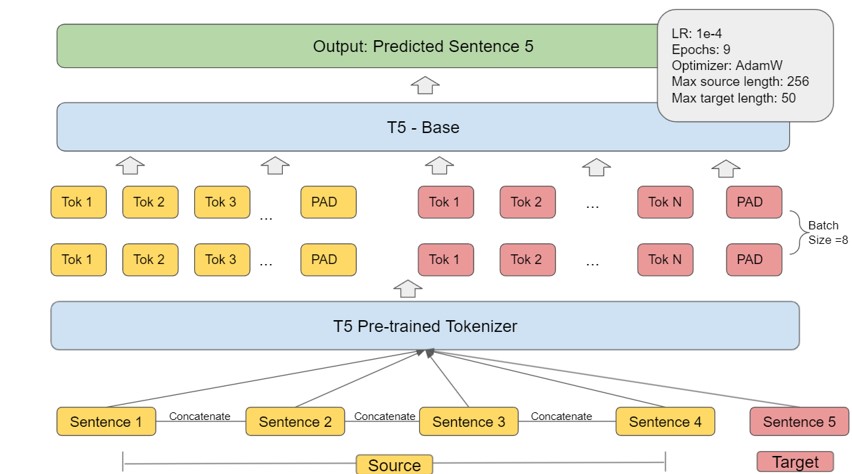 Output: Predicted Sentence 5
LR: 1e-4
Epochs: 9
Optimizer: AdamW
Max source length: 256
Max target length: 50
T5 - Base
Tok 1 Tok 2 Tok 3 ... PAD Tok 1 Tok 2 ... Tok N PAD
Batch
Size =8
Tok 1 Tok 2 Tok 3 ... PAD Tok 1 Tok 2 ... Tok N PAD
T5 Pre-trained Tokenizer
Sentence 1 Concatenate Sentence 2 Concatenate Sentence 3 Concatenate Sentence 4 Sentence 5
Source Target